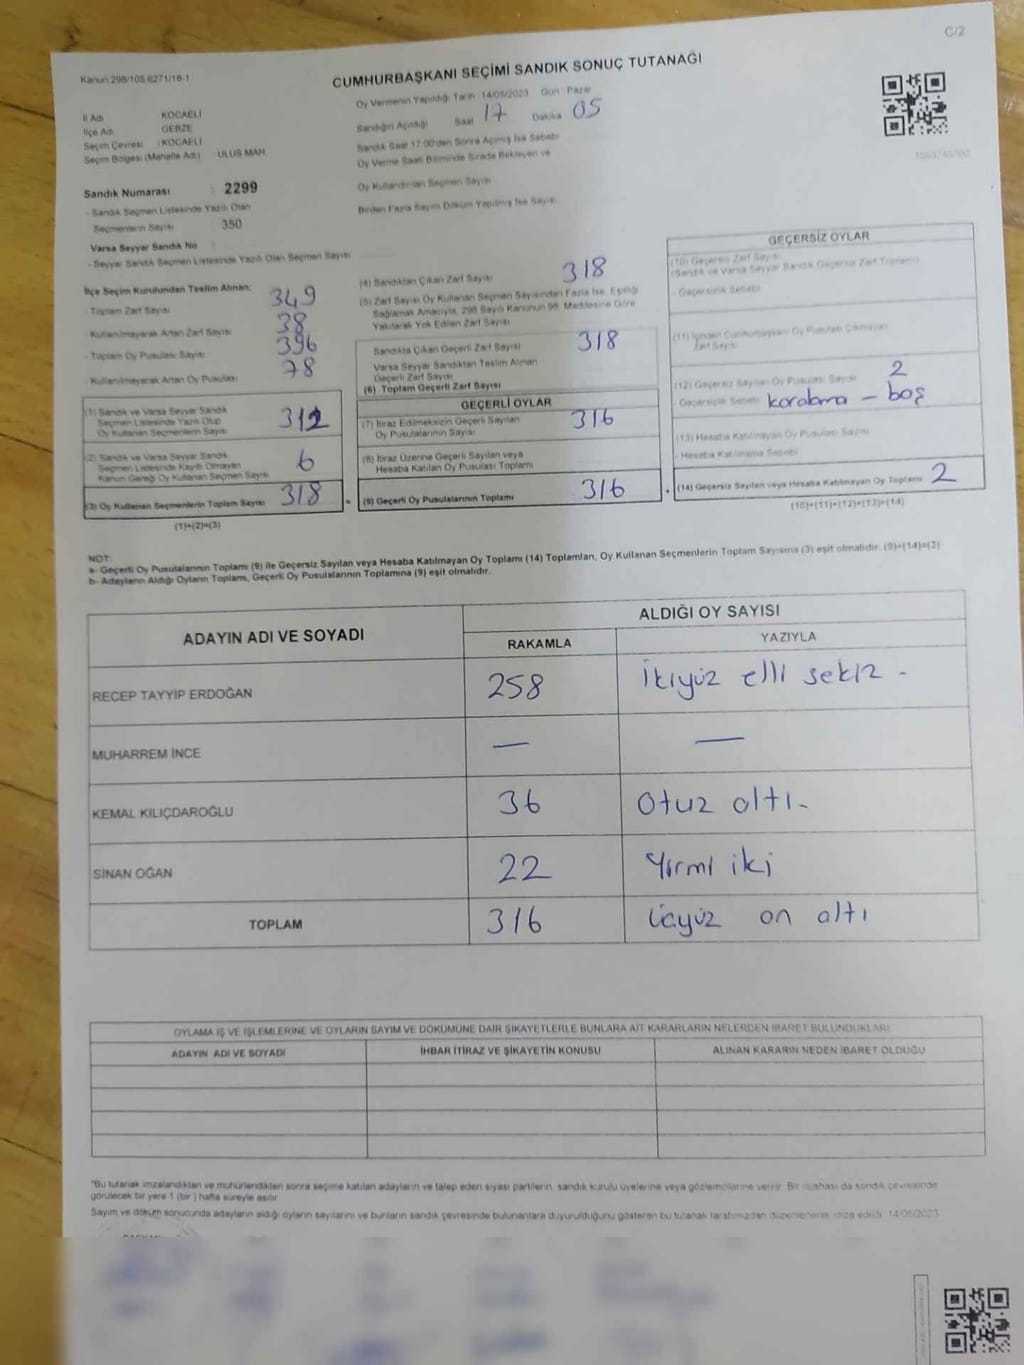 C/2
Kanun:298/105,6271/18-1
CUMHURBAŞKANI SEÇİMİ SANDIK SONUÇ TUTANAĞI
İl Adı KOCAELİ
İlçe Adı GEBZE
Seçim Çevresi : KOCAELİ
Seçim Bölgesi (Mahalle Adı) ULUS MAH.
Oy Vermenin Yapıldığı Tarih 14/05/2023 Gün Pazar
Sandığın Açıldığı Saat 17 Dakika 05
Sandık Saat 17:00'den Sonra Açılmış İse Sebebi
Oy Verme Saati Bitiminde Sırada Bekleyen ve
Oy Kullandırılan Seçmen Sayısı
Birden Fazla Sayım Döküm Yapılmış İse Sayısı
Sandık Numarası : 2299
- Sandık Seçmen Listesinde Yazılı Olan
Seçmenlerin Sayısı : 350
Varsa Seyyar Sandık No :
- Seyyar Sandık Seçmen Listesinde Yazılı Olan Seçmen Sayısı
İlçe Seçim Kurulundan Teslim Alınan;
- Toplam Zarf Sayısı 349
- Kullanılmayarak Artan Zarf Sayısı 38
- Toplam Oy Pusulası Sayısı 396
- Kullanılmayarak Artan Oy Pusulası 78
(1) Sandık ve Varsa Seyyar Sandık
Seçmen Listesinde Yazılı Olup
Oy Kullanan Seçmenlerin Sayısı 312
(2) Sandık ve Varsa Seyyar Sandık
Seçmen Listesinde Kayıtlı Olmayan
Kanun Gereği Oy Kullanan Seçmen Sayısı 6
(3) Oy Kullanan Seçmenlerin Toplam Sayısı 318 =
(1)+(2)=(3)
(4) Sandıktan Çıkan Zarf Sayısı 318
(5) Zarf Sayısı Oy Kullanan Seçmen Sayısından Fazla İse, Eşitliği
Sağlamak Amacıyla, 298 Sayılı Kanunun 98. Maddesine Göre
Yakılarak Yok Edilen Zarf Sayısı
Sandıkta Çıkan Geçerli Zarf Sayısı 318
Varsa Seyyar Sandıktan Teslim Alınan
Geçerli Zarf Sayısı
(6) Toplam Geçerli Zarf Sayısı
GEÇERLİ OYLAR
(7) İtiraz Edilmeksizin Geçerli Sayılan
Oy Pusulalarının Sayısı 316
(8) İtiraz Üzerine Geçerli Sayılan veya
Hesaba Katılan Oy Pusulası Toplamı
(9) Geçerli Oy Pusulalarının Toplamı 316
GEÇERSİZ OYLAR
(10) Geçersiz Zarf Sayısı
(Sandık ve Varsa Seyyar Sandık Geçersiz Zarf Toplamı)
- Geçersizlik Sebebi
(11) İçinden Cumhurbaşkanı Oy Pusulası Çıkmayan
Zarf Sayısı
(12) Geçersiz Sayılan Oy Pusulası Sayısı 2
- Geçersizlik Sebebi karalama - boş
(13) Hesaba Katılmayan Oy Pusulası Sayısı
- Hesaba Katılmama Sebebi
(14) Geçersiz Sayılan veya Hesaba Katılmayan Oy Toplamı 2
(10)+(11)+(12)+(13)=(14)
NOT:
a- Geçerli Oy Pusulalarının Toplamı (9) ile Geçersiz Sayılan veya Hesaba Katılmayan Oy Toplamı (14) Toplamları, Oy Kullanan Seçmenlerin Toplam Sayısına (3) eşit olmalıdır. (9)+(14)=(3)
b- Adayların Aldığı Oyların Toplamı, Geçerli Oy Pusulalarının Toplamına (9) eşit olmalıdır.
ADAYIN ADI VE SOYADI ALDIĞI OY SAYISI
RAKAMLA YAZIYLA
RECEP TAYYİP ERDOĞAN 258 İkiyüz elli sekiz -
MUHARREM İNCE — —
KEMAL KILIÇDAROĞLU 36 Otuz altı-
SİNAN OĞAN 22 Yirmi iki
TOPLAM 316 Üçyüz on altı
OYLAMA İŞ VE İŞLEMLERİNE VE OYLARIN SAYIM VE DÖKÜMÜNE DAİR ŞİKAYETLERLE BUNLARA AİT KARARLARIN NELERDEN İBARET BULUNDUKLARI
ADAYIN ADI VE SOYADI İHBAR İTİRAZ VE ŞİKAYETİN KONUSU ALINAN KARARIN NEDEN İBARET OLDUĞU
"Bu tutanak imzalandıktan ve mühürlendikten sonra seçime katılan adayların ve talep eden siyasi partilerin, sandık kurulu üyelerine veya gözlemcilerine verilir. Bir nüshası da sandık çevresinde
görülecek bir yere 1 (bir ) hafta süreyle asılır.
Sayım ve döküm sonucunda adayların aldığı oyların sayılarını ve bunların sandık çevresinde bulunanlara duyurulduğunu gösteren bu tutanak tarafımızdan düzenlenerek imza edildi. 14/05/2023